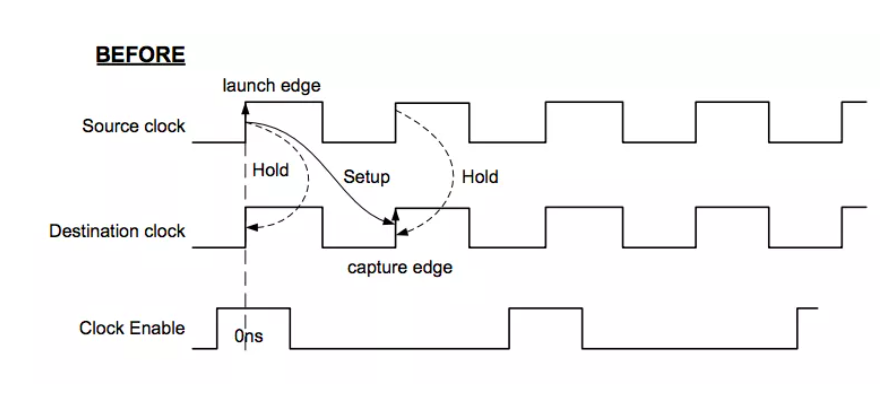 BEFORE
launch edge
Source clock
Hold
Setup
Hold
Destination clock
capture edge
Clock Enable
0ns